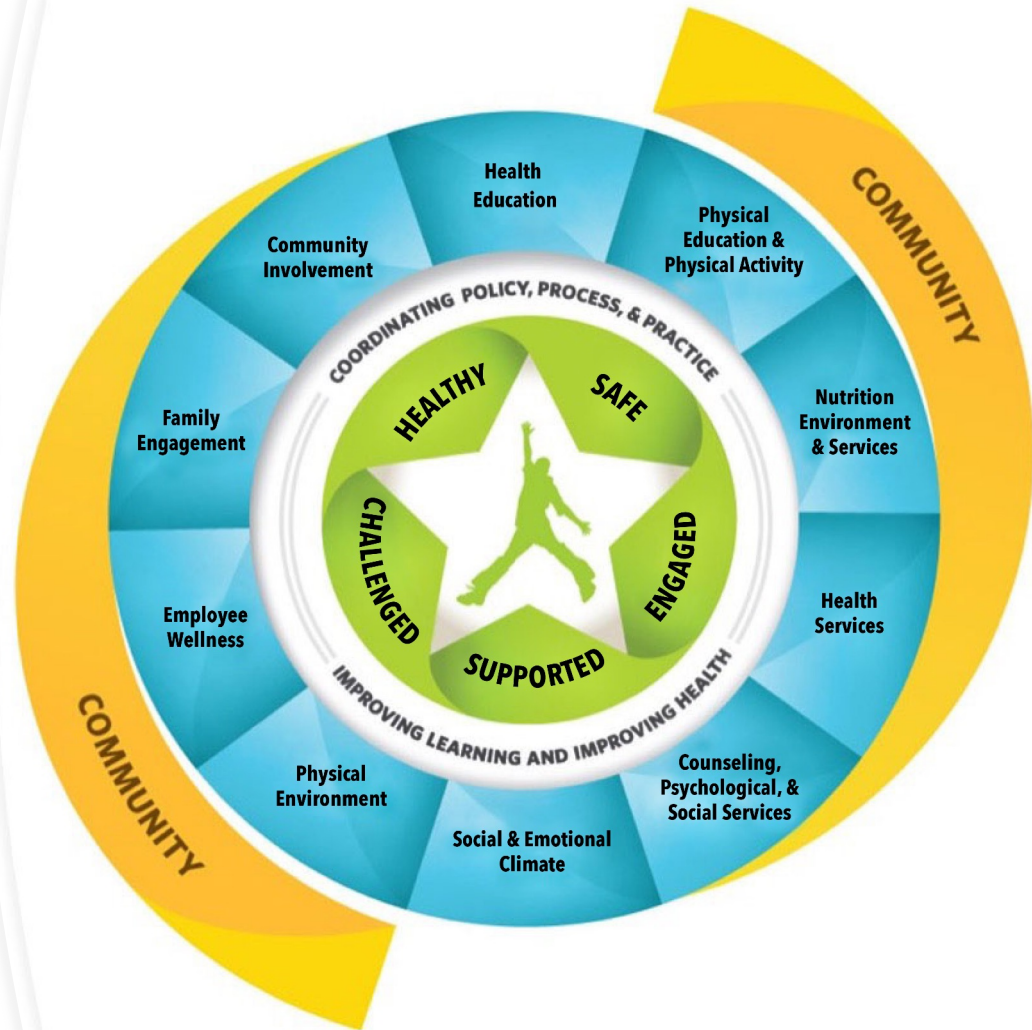 COMMUNITY
Health
Education
Physical
Education &
Physical Activity
Nutrition
Environment
& Services
Health
Services
Counseling,
Psychological, &
Social Services
Social & Emotional
Climate
Physical
Environment
Employee
Wellness
Family
Engagement
Community
Involvement
COORDINATING POLICY, PROCESS, & PRACTICE
IMPROVING LEARNING AND IMPROVING HEALTH
HEALTHY
SAFE
ENGAGED
SUPPORTED
CHALLENGED
COMMUNITY